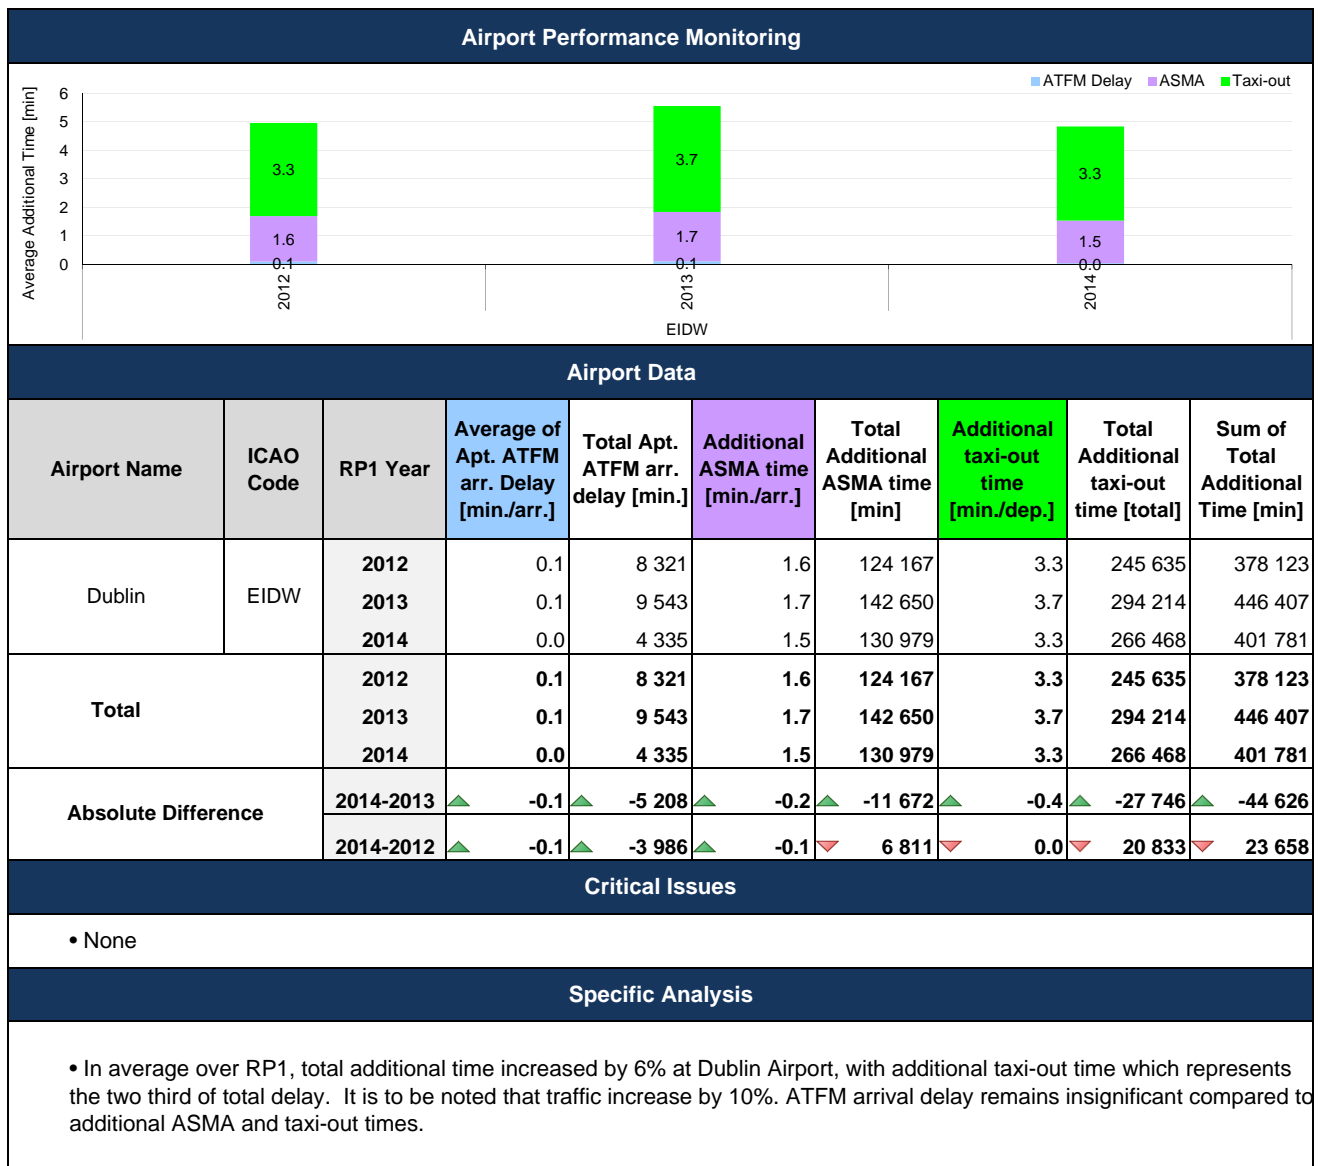 Airport Performance Monitoring
ATFM Delay ASMA Taxi-out
Average Additional Time [min]
6
5
4
3
2
1
0
3.3
1.6
0.1
3.7
1.7
0.1
3.3
1.5
0.0
2012
2013
2014
EIDW
Airport Data
Airport Name
ICAO
Code
RP1 Year
Average of
Apt. ATFM
arr. Delay
[min./arr.]
Total Apt.
ATFM arr.
delay [min.]
Additional
ASMA time
[min./arr.]
Total
Additional
ASMA time
[min]
Additional
taxi-out
time
[min./dep.]
Total
Additional
taxi-out
time [total]
Sum of
Total
Additional
Time [min]
Dublin EIDW
2012 0.1 8 321 1.6 124 167 3.3 245 635 378 123
2013 0.1 9 543 1.7 142 650 3.7 294 214 446 407
2014 0.0 4 335 1.5 130 979 3.3 266 468 401 781
Total
2012 0.1 8 321 1.6 124 167 3.3 245 635 378 123
2013 0.1 9 543 1.7 142 650 3.7 294 214 446 407
2014 0.0 4 335 1.5 130 979 3.3 266 468 401 781
Absolute Difference
2014-2013 -0.1 -5 208 -0.2 -11 672 -0.4 -27 746 -44 626
2014-2012 -0.1 -3 986 -0.1 6 811 0.0 20 833 23 658
Critical Issues
• None
Specific Analysis
• In average over RP1, total additional time increased by 6% at Dublin Airport, with additional taxi-out time which represents
the two third of total delay.  It is to be noted that traffic increase by 10%. ATFM arrival delay remains insignificant compared to
additional ASMA and taxi-out times.